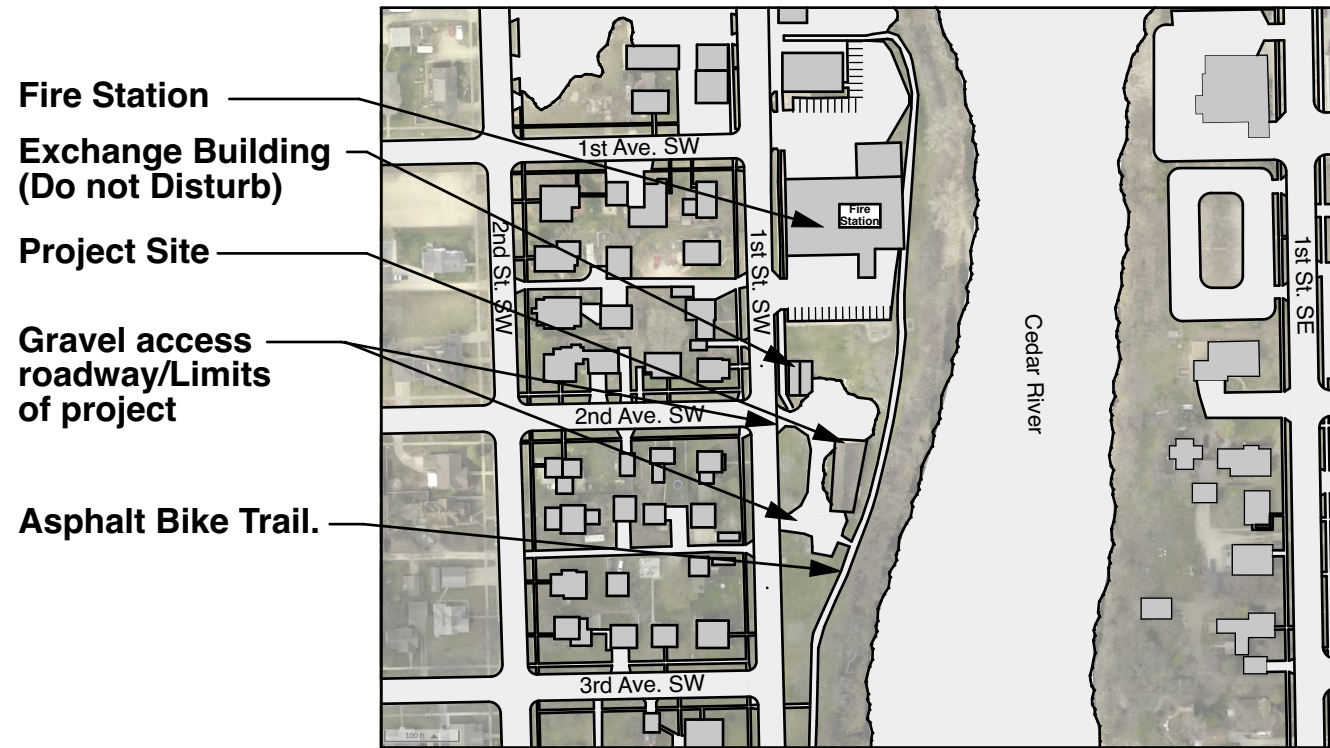 Fire Station
Exchange Building
(Do not Disturb)
Project Site
Gravel access
roadway/Limits
of project
Asphalt Bike Trail.
1st Ave. SW
Fire
Station
2nd St. SW
1st St. SW.
1st St. SE
Cedar River
2nd Ave. SW
3rd Ave. SW
100 ft